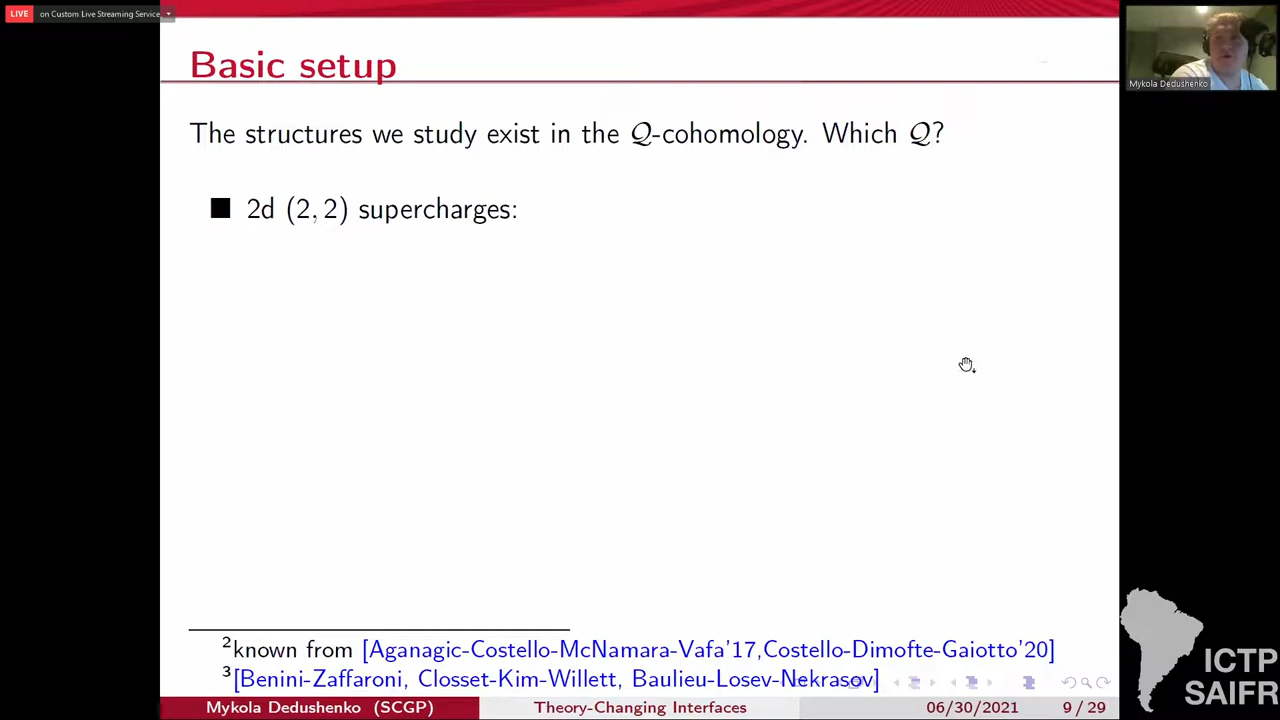 LIVE on Custom Live Streaming Service
Basic setup
Mykola Dedushenko
The structures we study exist in the 𝒬-cohomology. Which 𝒬?
2d (2, 2) supercharges:
²known from [Aganagic-Costello-McNamara-Vafa'17,Costello-Dimofte-Gaiotto'20]
³[Benini-Zaffaroni, Closset-Kim-Willett, Baulieu-Losev-Nekrasov]
Mykola Dedushenko (SCGP) Theory-Changing Interfaces 06/30/2021 9 / 29
ICTP
SAIFR